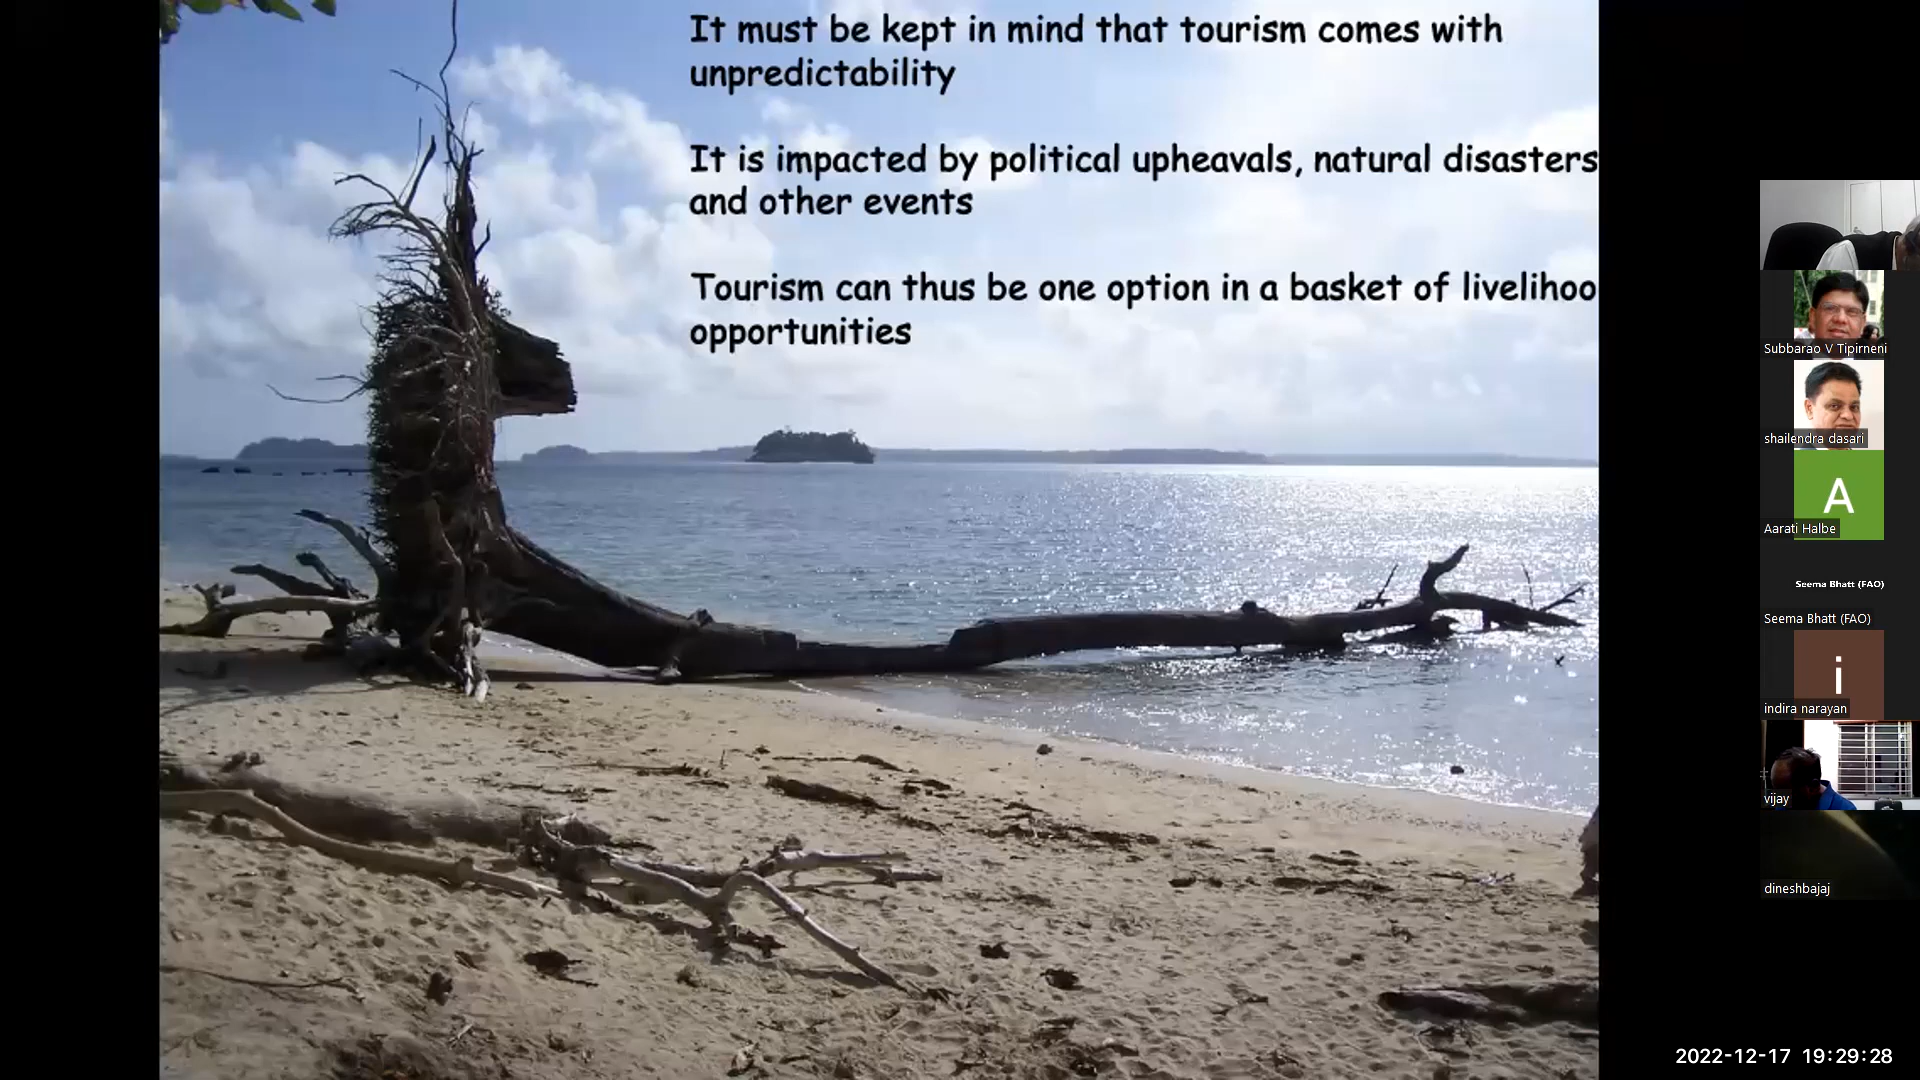 It must be kept in mind that tourism comes with
unpredictability
It is impacted by political upheavals, natural disasters
and other events
Tourism can thus be one option in a basket of livelihoo
opportunities
Subbarao V Tipirneni
shailendra dasari
A
Aarati Halbe
Seema Bhatt (FAO)
Seema Bhatt (FAO)
i
indira narayan
vijay
dineshbajaj
2022-12-17 19:29:28